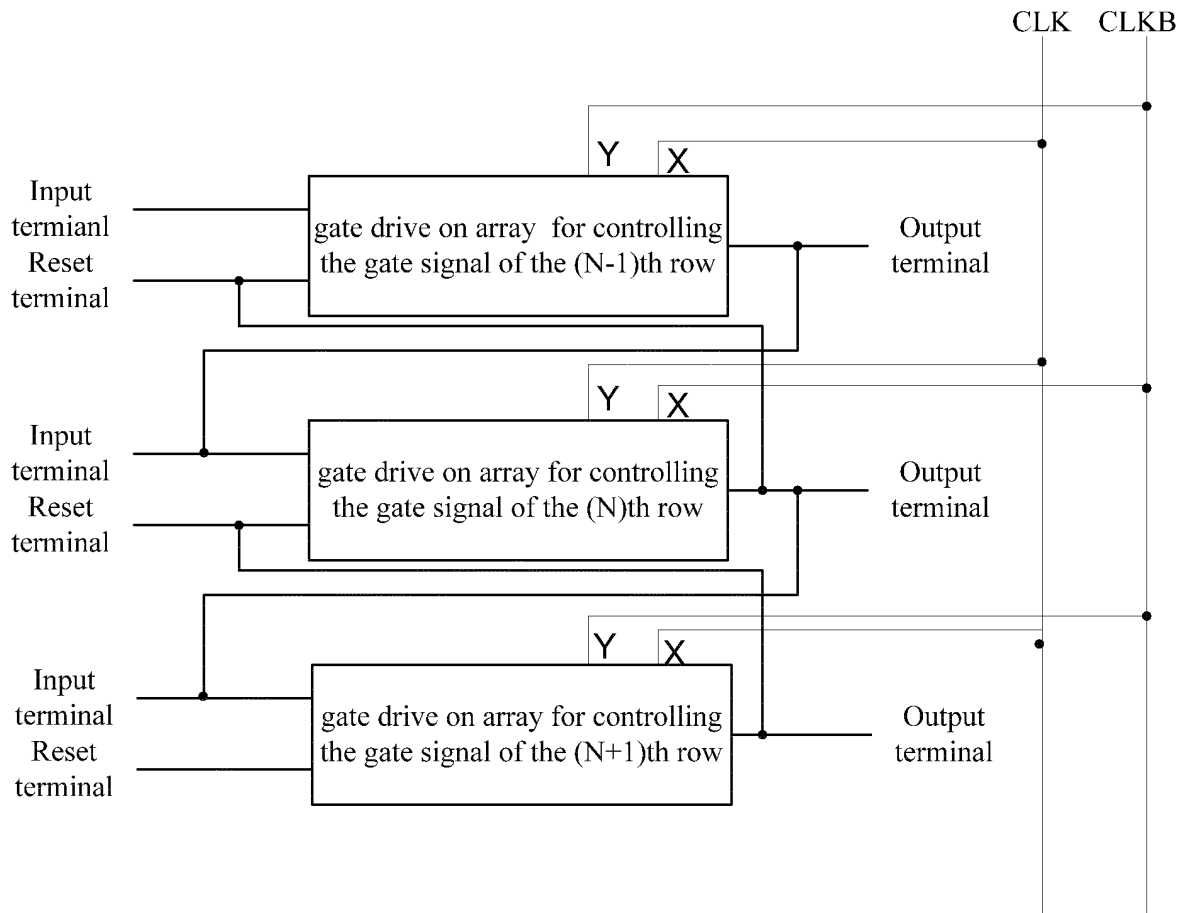 CLK CLKB
Y X
Input
termianl
Reset
terminal
gate drive on array for controlling
the gate signal of the (N-1)th row
Output
terminal
Y X
Input
terminal
Reset
terminal
gate drive on array for controlling
the gate signal of the (N)th row
Output
terminal
Y X
Input
terminal
Reset
terminal
gate drive on array for controlling
the gate signal of the (N+1)th row
Output
terminal